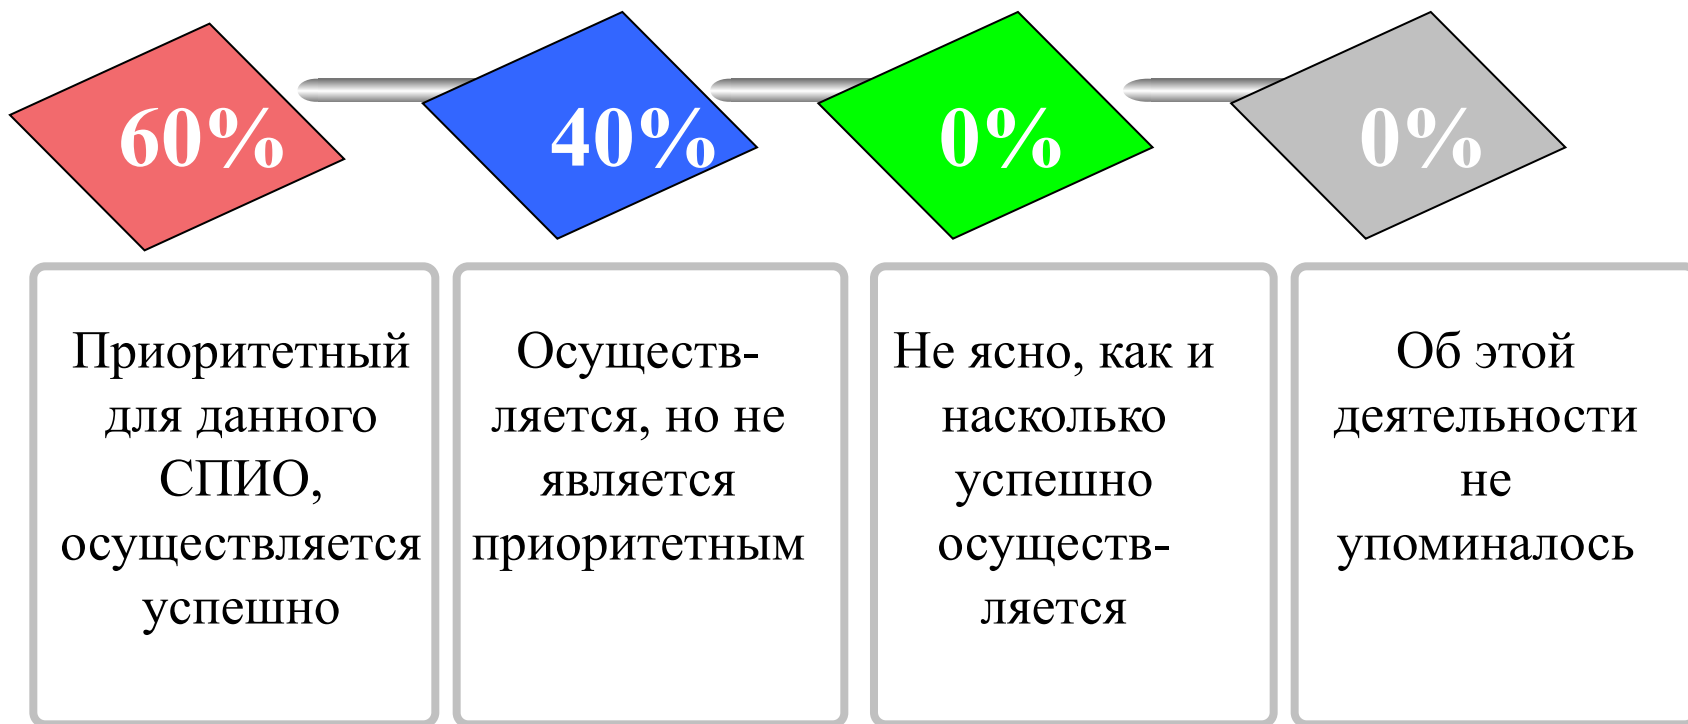 60%
40%
0%
0%
Приоритетный
для данного
СПИО,
осуществляется
успешно
Осуществ-
ляется, но не
является
приоритетным
Не ясно, как и
насколько
успешно
осуществ-
ляется
Об этой
деятельности
не
упоминалось